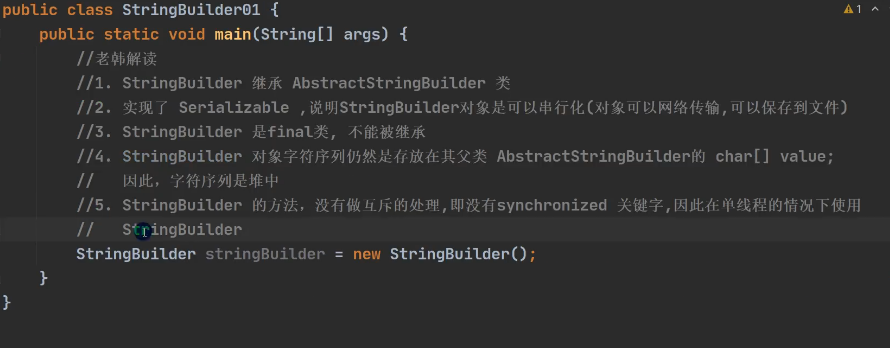 public class StringBuilder01 {
public static void main(String[] args) {
//老韩解读
//1. StringBuilder 继承 AbstractStringBuilder 类
//2. 实现了 Serializable ,说明StringBuilder对象是可以串行化(对象可以网络传输,可以保存到文件)
//3. StringBuilder 是final类, 不能被继承
//4. StringBuilder 对象字符序列仍然是存放在其父类 AbstractStringBuilder的 char[] value;
//   因此，字符序列是堆中
//5. StringBuilder 的方法，没有做互斥的处理,即没有synchronized 关键字,因此在单线程的情况下使用
//   StringBuilder
StringBuilder stringBuilder = new StringBuilder();
}
}
1